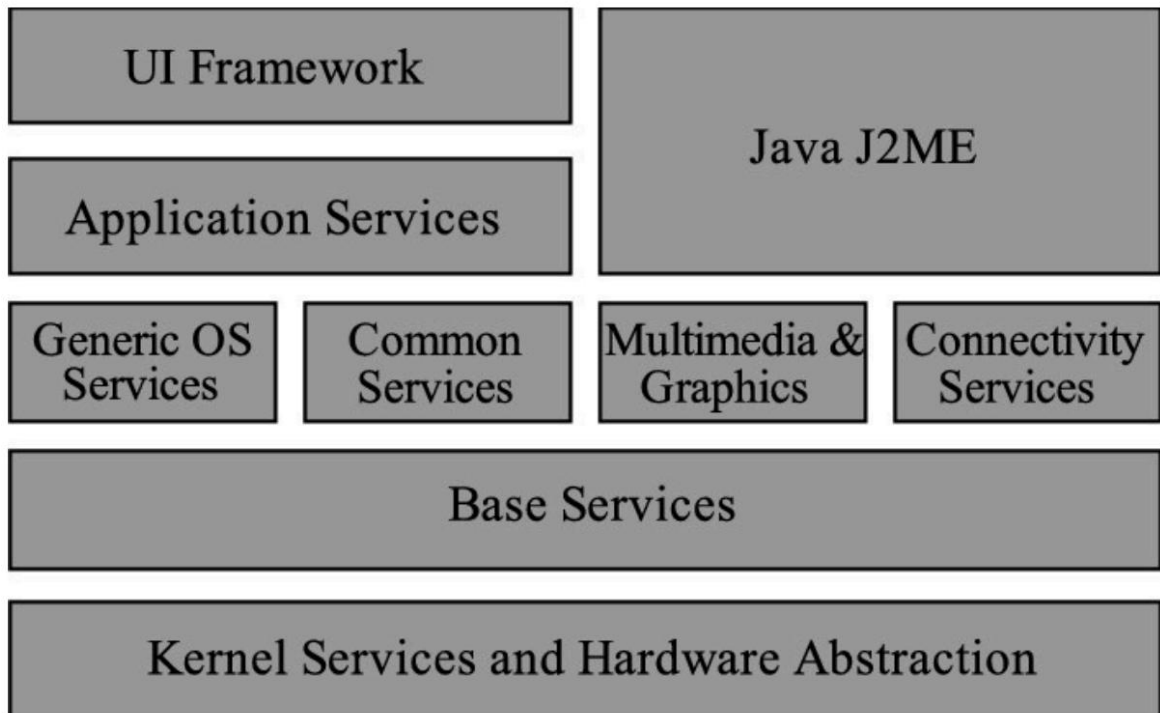 UI Framework
Java J2ME
Application Services
Generic OS
Services
Common
Services
Multimedia &
Graphics
Connectivity
Services
Base Services
Kernel Services and Hardware Abstraction